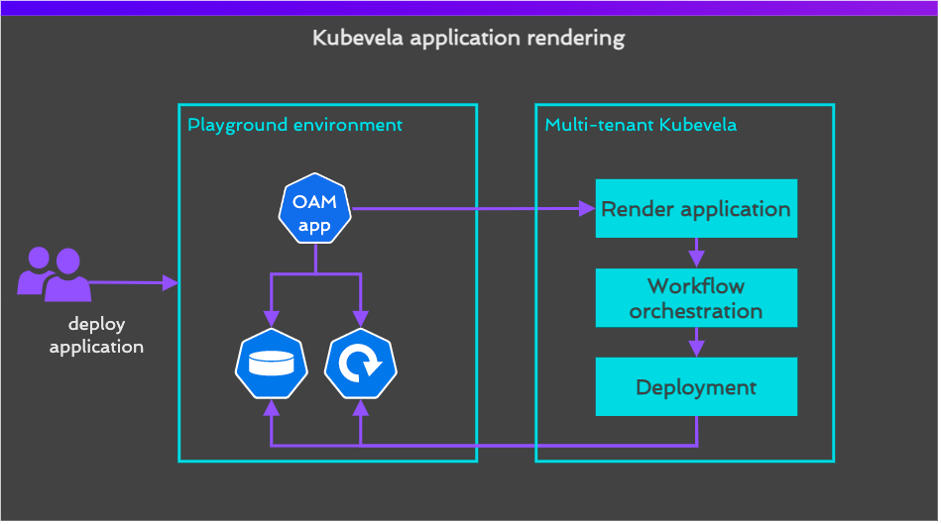 Kubevela application rendering
Playground environment
Multi-tenant Kubevela
OAM
app
Render application
Workflow
orchestration
deploy
application
Deployment